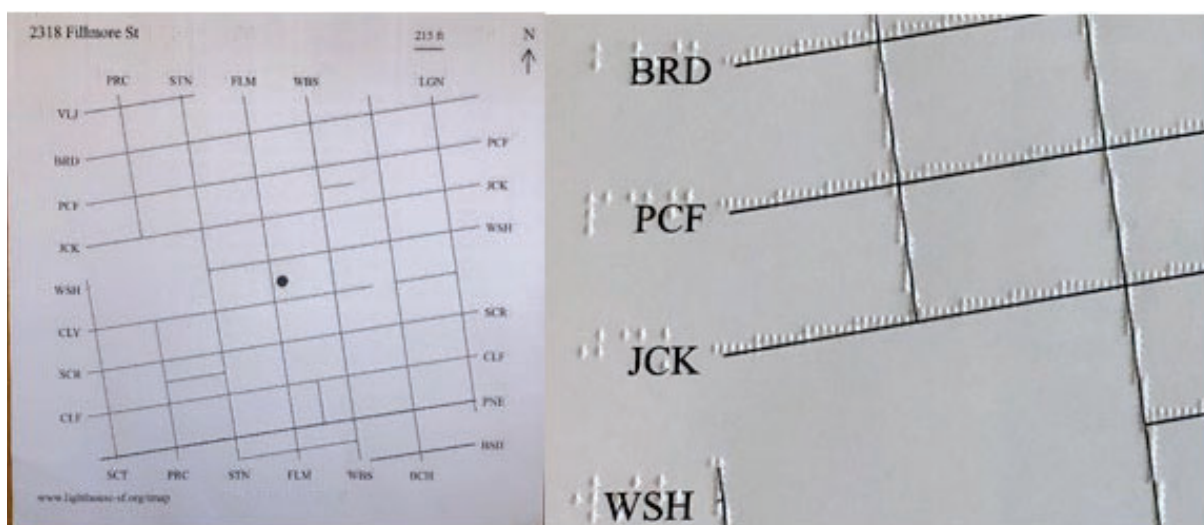 2318 Fillmore St
215 ft
N
PRC STN FLM WBS LGN
VLJ
BRD
PCF
PCF
JCK
JCK
WSH
WSH
CLY
SCR
SCR
CLF
CLF
PNE
BSD
SCT PRC STN FLM WBS BCH
www.lighthouse-sf.org/tmap
BRD
PCF
JCK
WSH